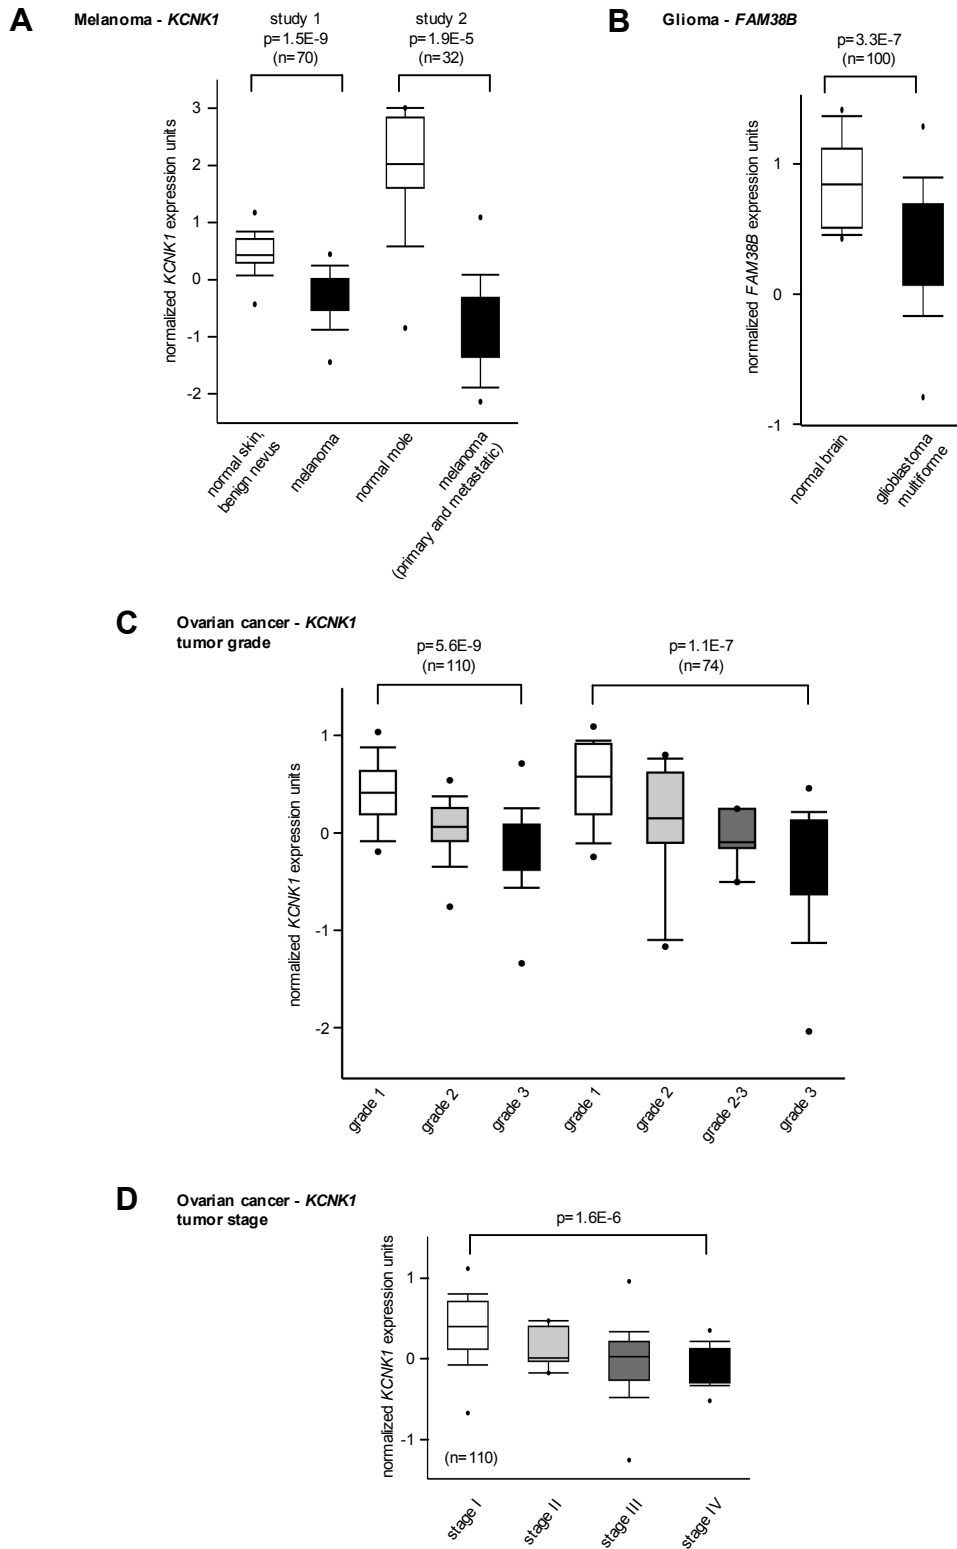 A
Melanoma - KCNK1
study 1
p=1.5E-9
(n=70)
study 2
p=1.9E-5
(n=32)
normalized KCNK1 expression units
3
2
1
0
-1
-2
normal skin,
benign nevus
melanoma
normal mole
melanoma
(primary and metastatic)
B
Glioma - FAM38B
p=3.3E-7
(n=100)
normalized FAM38B expression units
1
0
-1
normal brain
glioblastoma
multiforme
C
Ovarian cancer - KCNK1
tumor grade
p=5.6E-9
(n=110)
p=1.1E-7
(n=74)
normalized KCNK1 expression units
1
0
-1
-2
grade 1
grade 2
grade 3
grade 1
grade 2
grade 2-3
grade 3
D
Ovarian cancer - KCNK1
tumor stage
p=1.6E-6
normalized KCNK1 expression units
1
0
-1
(n=110)
stage I
stage II
stage III
stage IV